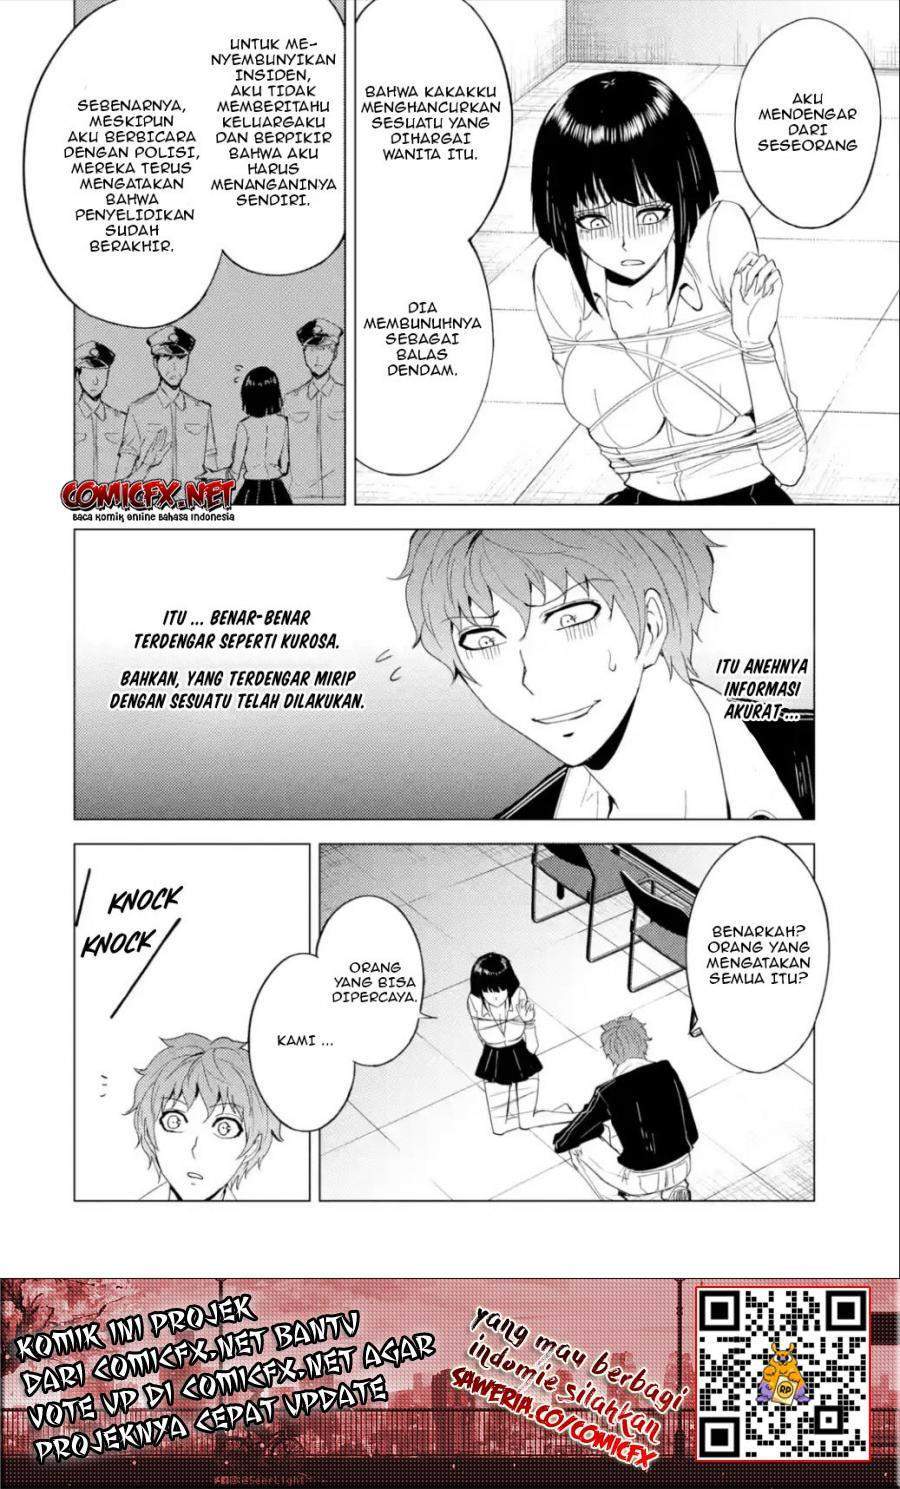 AKU
MENDENGAR
DARI
SESEORANG
BAHWA KAKAKKU
MENGHANCURKAN
SESUATU YANG
DIHARGAI
WANITA ITU.
DIA
MEMBUNUHNYA
SEBAGAI
BALAS
DENDAM.
UNTUK ME-
NYEMBUNYIKAN
INSIDEN,
AKU TIDAK
MEMBERITAHU
KELUARGAKU
DAN BERPIKIR
BAHWA AKU
HARUS
MENANGANINYA
SENDIRI.
SEBENARNYA,
MESKIPUN
AKU BERBICARA
DENGAN POLISI,
MEREKA TERUS
MENGATAKAN
BAHWA
PENYELIDIKAN
SUDAH
BERAKHIR.
COMICFX.NET
Baca Komik Online Bahasa Indonesia
ITU ANEHNYA
INFORMASI
AKURAT ...
ITU ... BENAR-BENAR
TERDENGAR SEPERTI KUROSA.
BAHKAN, YANG TERDENGAR MIRIP
DENGAN SESUATU TELAH DILAKUKAN.
BENARKAH?
ORANG YANG
MENGATAKAN
SEMUA ITU?
ORANG
YANG BISA
DIPERCAYA.
KAMI ...
KNOCK
KNOCK
KOMIK INI PROJEK
DARI COMICFX.NET BANTU
VOTE UP DI COMICFX.NET AGAR
PROJEKNYA CEPAT UPDATE
yang mau berbagi
indomie silahkan
SAWERIA.CO/COMICFX
RP